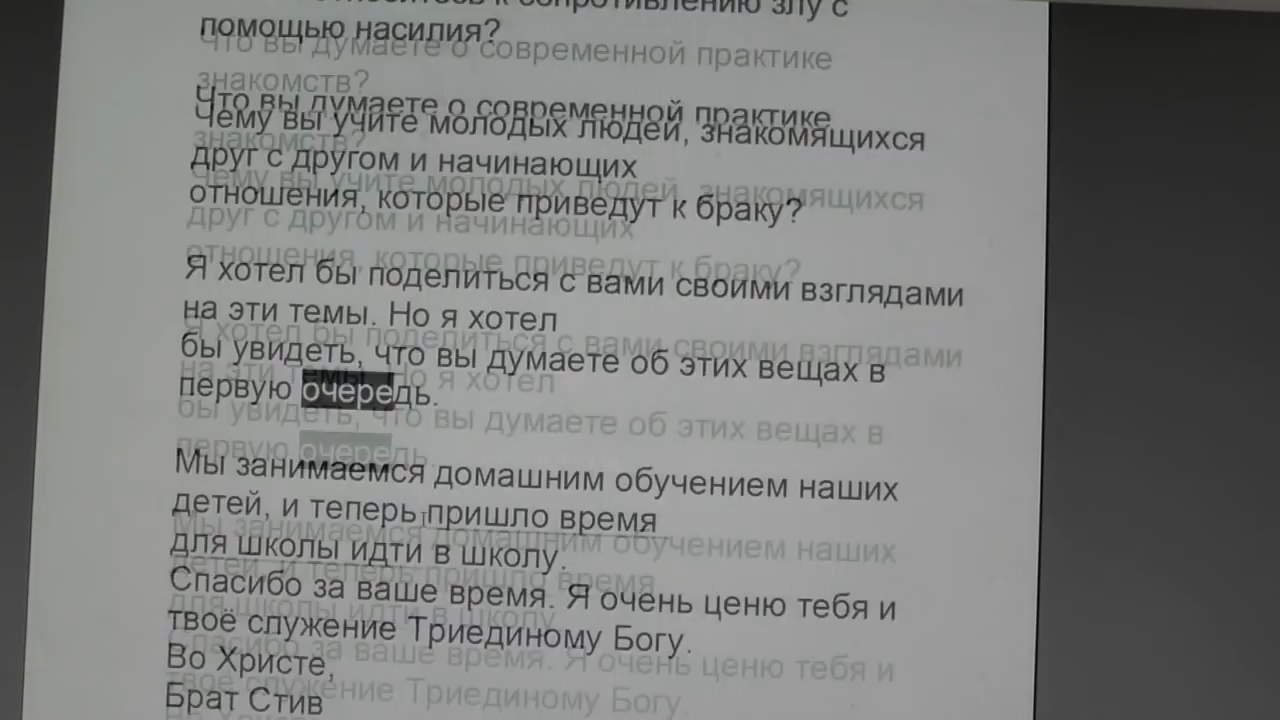 сопротивлению злу с
помощью насилия?
Что вы думаете о современной практике
знакомств?
Чему вы учите молодых людей, знакомящихся
друг с другом и начинающих
отношения, которые приведут к браку?
Я хотел бы поделиться с вами своими взглядами
на эти темы. Но я хотел
бы увидеть, что вы думаете об этих вещах в
первую очередь.
Мы занимаемся домашним обучением наших
детей, и теперь пришло время
для школы идти в школу.
Спасибо за ваше время. Я очень ценю тебя и
твоё служение Триединому Богу.
Во Христе,
Брат Стив